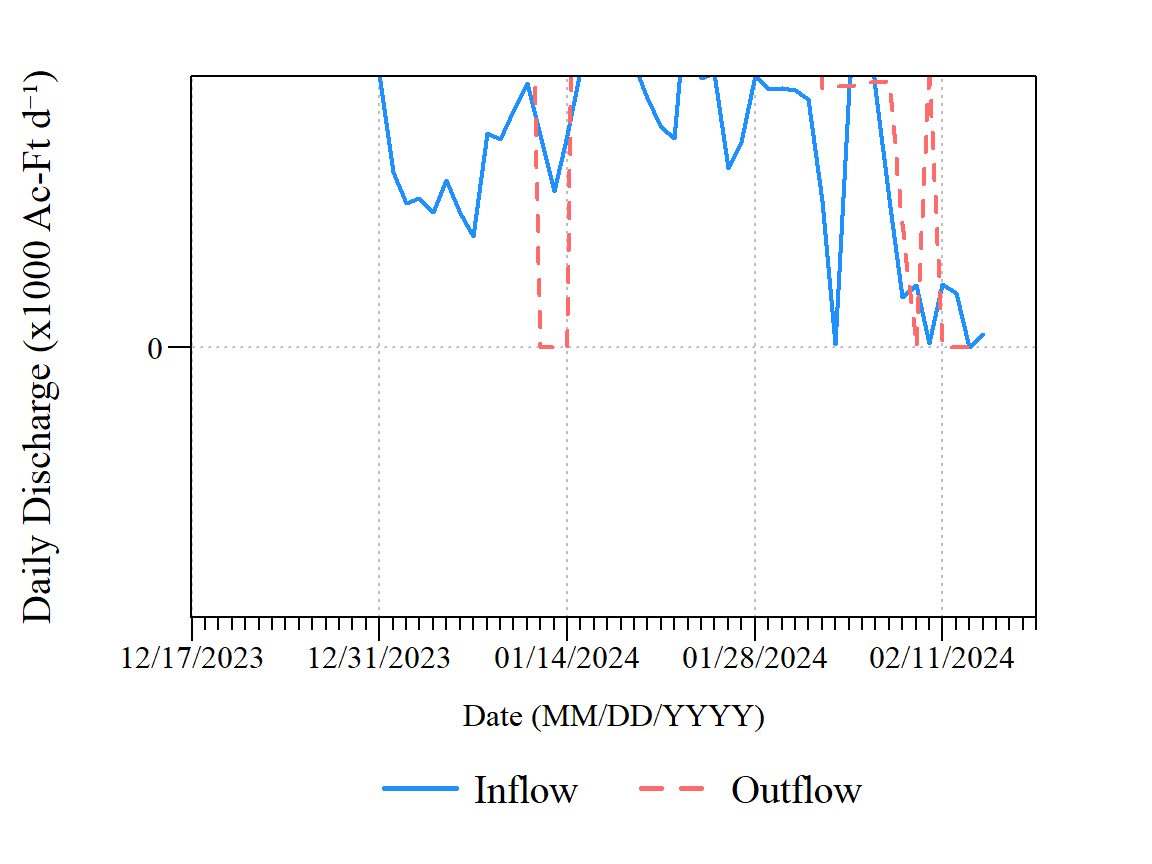 Daily Discharge (x1000 Ac-Ft d⁻¹)
0
12/17/2023 12/31/2023 01/14/2024 01/28/2024 02/11/2024
Date (MM/DD/YYYY)
Inflow Outflow